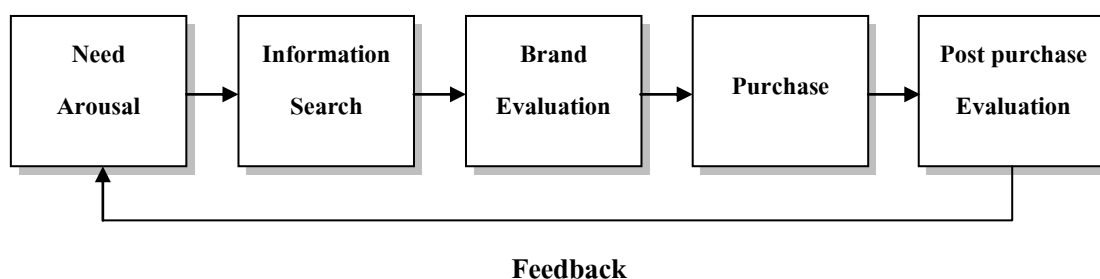 Need
Arousal
Information
Search
Brand
Evaluation
Purchase
Post purchase
Evaluation
Feedback